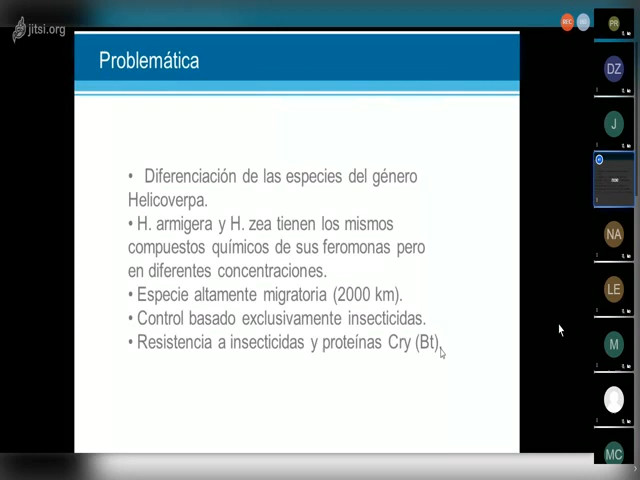 jitsi.org
REC
PR
Problemática
DZ
J
• Diferenciación de las especies del género
Helicoverpa.
• H. armigera y H. zea tienen los mismos
compuestos químicos de sus feromonas pero
en diferentes concentraciones.
• Especie altamente migratoria (2000 km).
• Control basado exclusivamente insecticidas.
• Resistencia a insecticidas y proteínas Cry (Bt)
NA
LE
M
MC